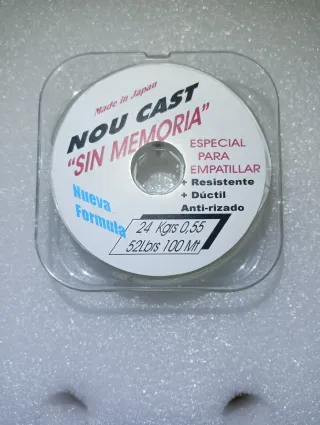 Made in Japan
NOU CAST
"SIN MEMORIA"
ESPECIAL
PARA
EMPATILLAR
+ Resistente
+ Dúctil
Anti-rizado
Nueva
Formula
24 Kgrs 0,55
52Lbrs 100 Mt